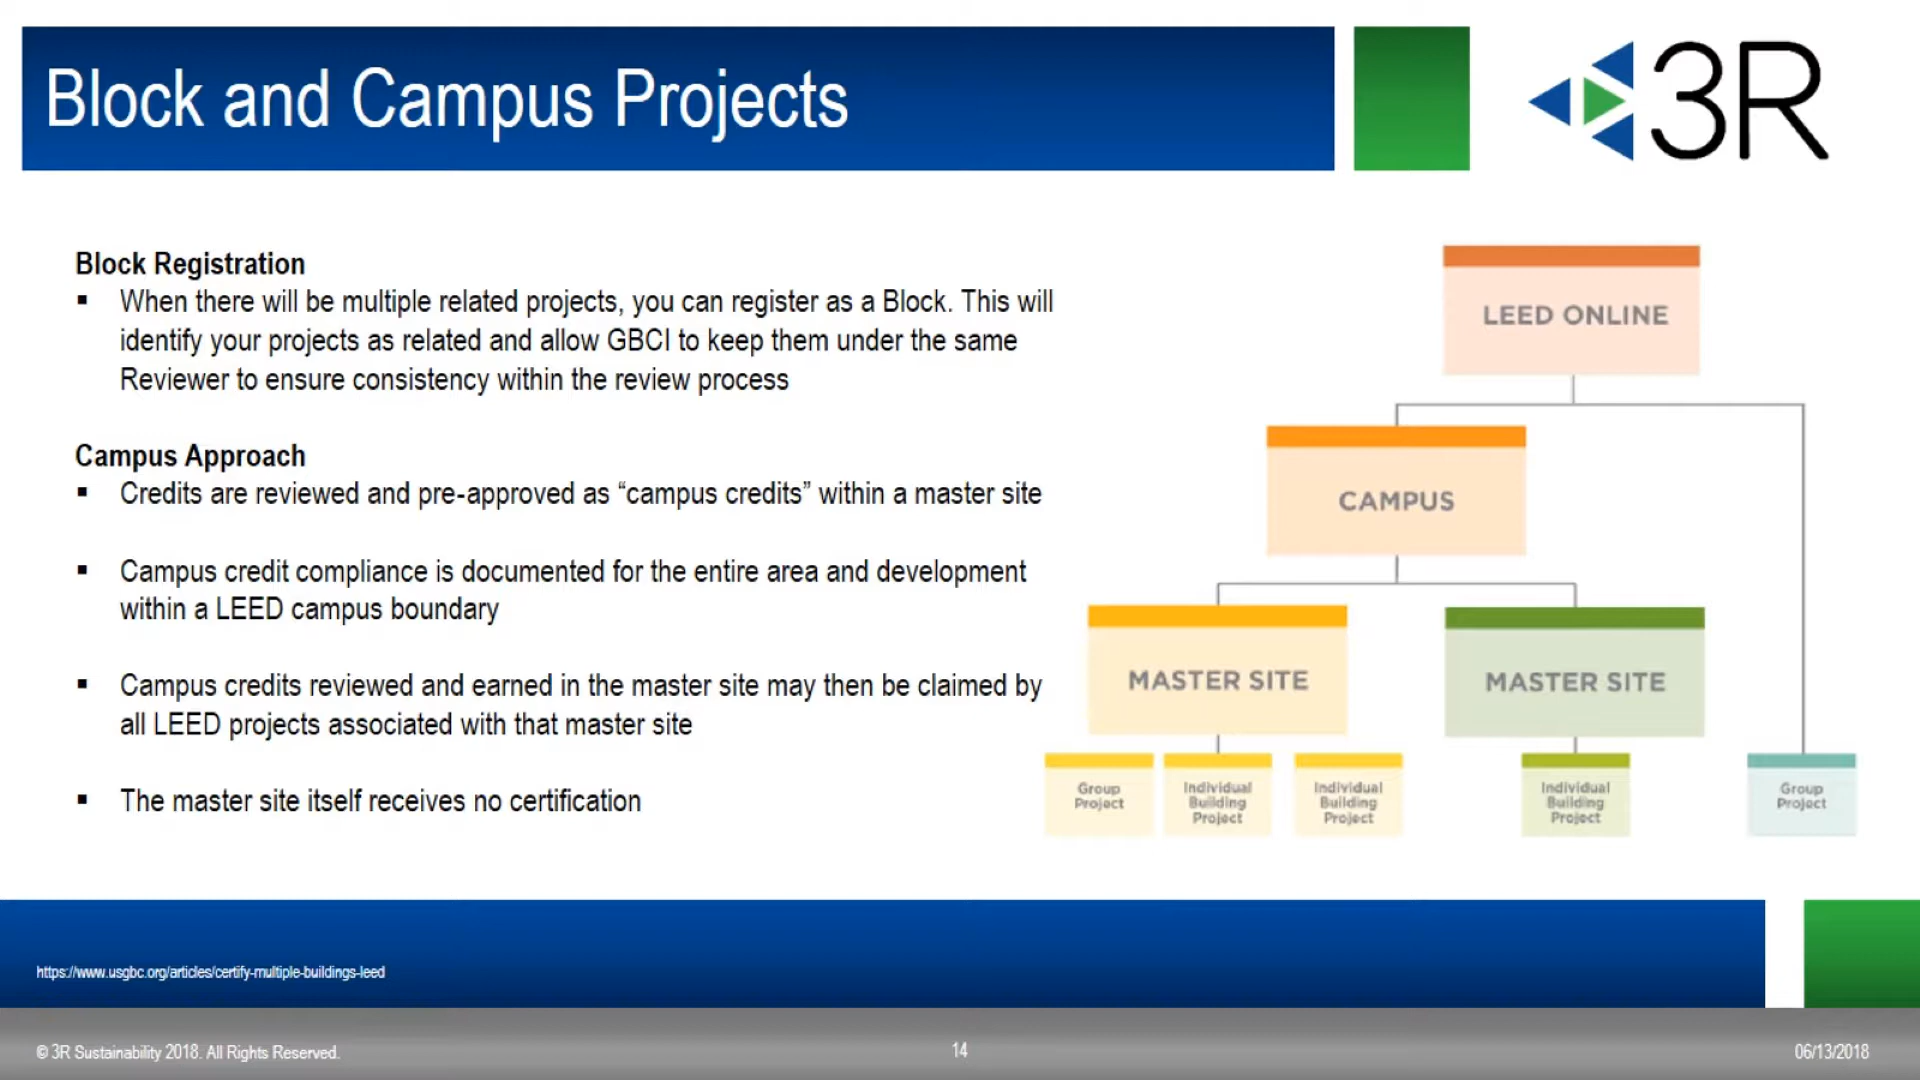 Block and Campus Projects
3R
Block Registration
▪ When there will be multiple related projects, you can register as a Block. This will
identify your projects as related and allow GBCI to keep them under the same
Reviewer to ensure consistency within the review process
Campus Approach
▪ Credits are reviewed and pre-approved as “campus credits” within a master site
▪ Campus credit compliance is documented for the entire area and development
within a LEED campus boundary
▪ Campus credits reviewed and earned in the master site may then be claimed by
all LEED projects associated with that master site
▪ The master site itself receives no certification
LEED ONLINE
CAMPUS
MASTER SITE
MASTER SITE
Group
Project
Individual
Building
Project
Individual
Building
Project
Individual
Building
Project
Group
Project
https://www.usgbc.org/articles/certify-multiple-buildings-leed
© 3R Sustainability 2018. All Rights Reserved.
14
06/13/2018